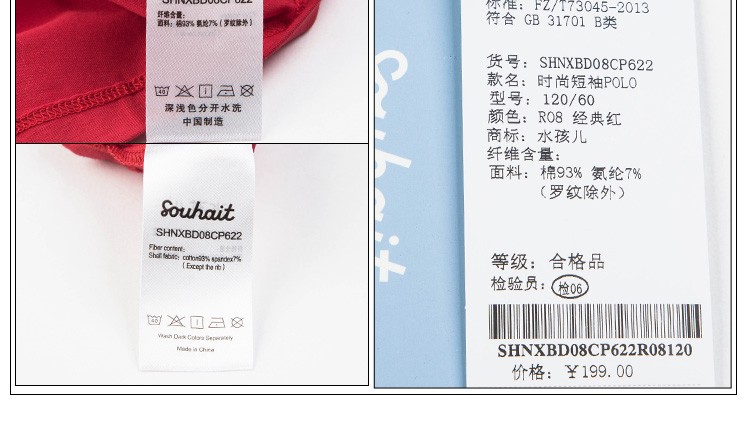 SHNXBD08CP622
纤维含量:
面料: 棉93% 氨纶7% (罗纹除外)
40
深浅色分开水洗
中国制造
Souhait
SHNXBD08CP622
Fiber content:
Shell fabric: cotton93% spandex7%
(Except the rib)
40
Wash Dark Colors Seperately
Made in China
Souhait
标准: FZ/T73045-2013
符合 GB 31701 B类
货号: SHNXBD08CP622
款名: 时尚短袖POLO
型号: 120/60
颜色: R08 经典红
商标: 水孩儿
纤维含量:
面料: 棉93% 氨纶7%
(罗纹除外)
等级: 合格品
检验员: 检06
SHNXBD08CP622R08120
价格: ¥199.00